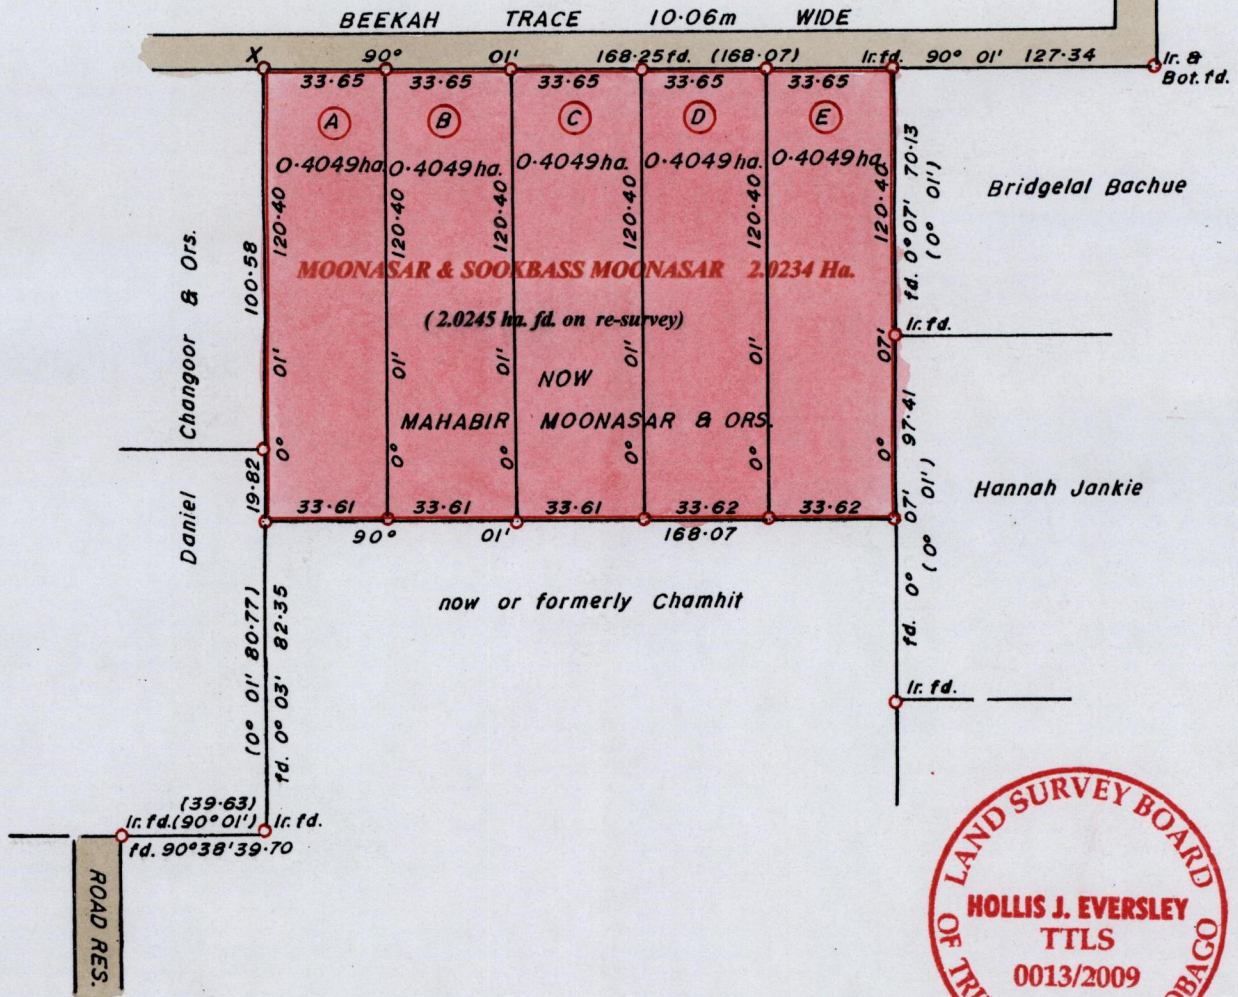 BEEKAH TRACE 10·06m WIDE
X 90° 01' 168·25fd. (168·07) Ir.fd. 90° 01' 127·34 Ir. &
Bot.fd.
33·65 33·65 33·65 33·65 33·65
A B C D E
0·4049ha. 0·4049ha. 0·4049ha. 0·4049ha. 0·4049ha.
120·40 120·40 120·40 120·40 120·40 120·40
fd. 0°07' 70·13
(0° 01')
Bridgelal Bachue
Daniel Changoor & Ors.
100·58
MOONASAR & SOOKBASS MOONASAR 2.0234 Ha.
(2.0245 ha. fd. on re-survey)
Ir.fd.
0° 01' 0° 01' 0° 01' 0° 01' 0° 01' 0° 07'
NOW
MAHABIR MOONASAR & ORS.
19·82
fd. 0° 07' 97·41
(0° 01')
Hannah Jankie
33·61 33·61 33·61 33·62 33·62
90° 01' 168·07
now or formerly Chamhit
(0° 01' 80·77)
fd. 0° 03' 82·35
Ir. fd.
(39·63)
Ir.fd.(90° 01') Ir. fd.
fd. 90°38'39·70
ROAD RES.
LAND SURVEY BOARD
HOLLIS J. EVERSLEY
TTLS
0013/2009
OF